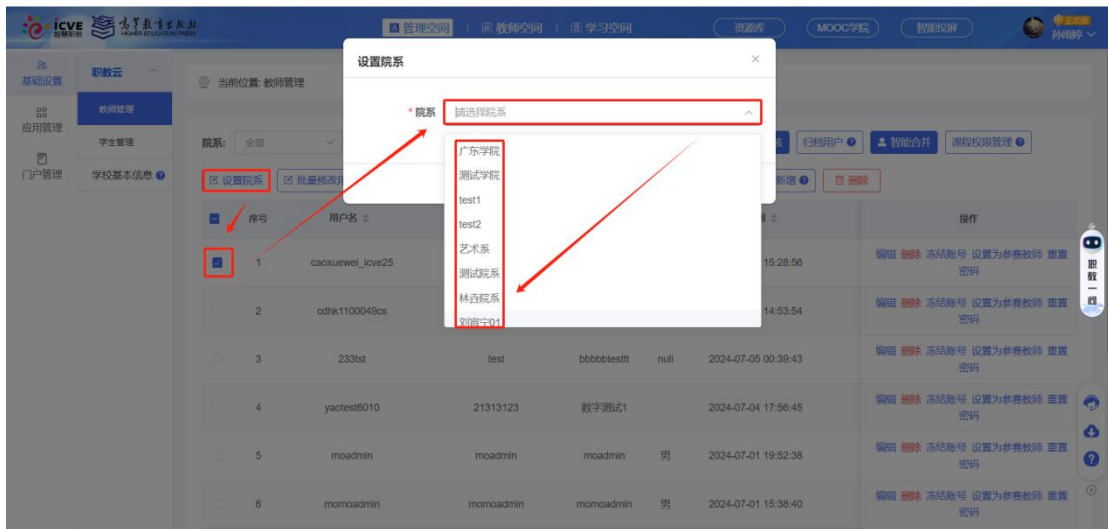 icve 智慧职教 高等教育出版社 HIGHER EDUCATION PRESS 管理空间 教师空间 学习空间 资源库 MOOC学院 智能投屏 正式版 孙雨婷
基础设置
应用管理
门户管理
职教云
教师管理
学生管理
学校基本信息
当前位置: 教师管理
设置院系
* 院系 请选择院系
广东学院
测试学院
test1
test2
艺术系
测试院系
林垚院系
刘宜宁01
院系: 全部 归档用户 智能合并 课程权限管理
设置院系 批量修改 新增 删除
序号 用户名 操作
1 caoxuewei_icve25 15:28:56 编辑 删除 冻结账号 设置为参赛教师 重置
密码
2 cdhk1100049cs 14:53:54 编辑 删除 冻结账号 设置为参赛教师 重置
密码
3 233tst test bbbbbtesttt null 2024-07-05 00:39:43 编辑 删除 冻结账号 设置为参赛教师 重置
密码
4 yaotest6010 21313123 数字测试1 2024-07-04 17:56:45 编辑 删除 冻结账号 设置为参赛教师 重置
密码
5 moadmin moadmin moadmin 男 2024-07-01 19:52:38 编辑 删除 冻结账号 设置为参赛教师 重置
密码
6 momoadmin momoadmin momoadmin 男 2024-07-01 15:38:40 编辑 删除 冻结账号 设置为参赛教师 重置
密码
职教一问